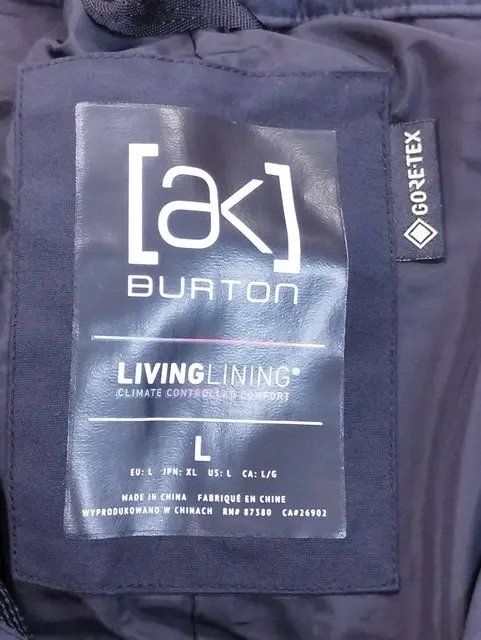 [ak]
BURTON
LIVINGLINING®
CLIMATE CONTROLLED COMFORT
L
EU: L JPN: XL US: L CA: L/G
MADE IN CHINA FABRIQUÉ EN CHINE
WYPRODUKOWANO W CHINACH RN# 87380 CA#26902
GORE-TEX